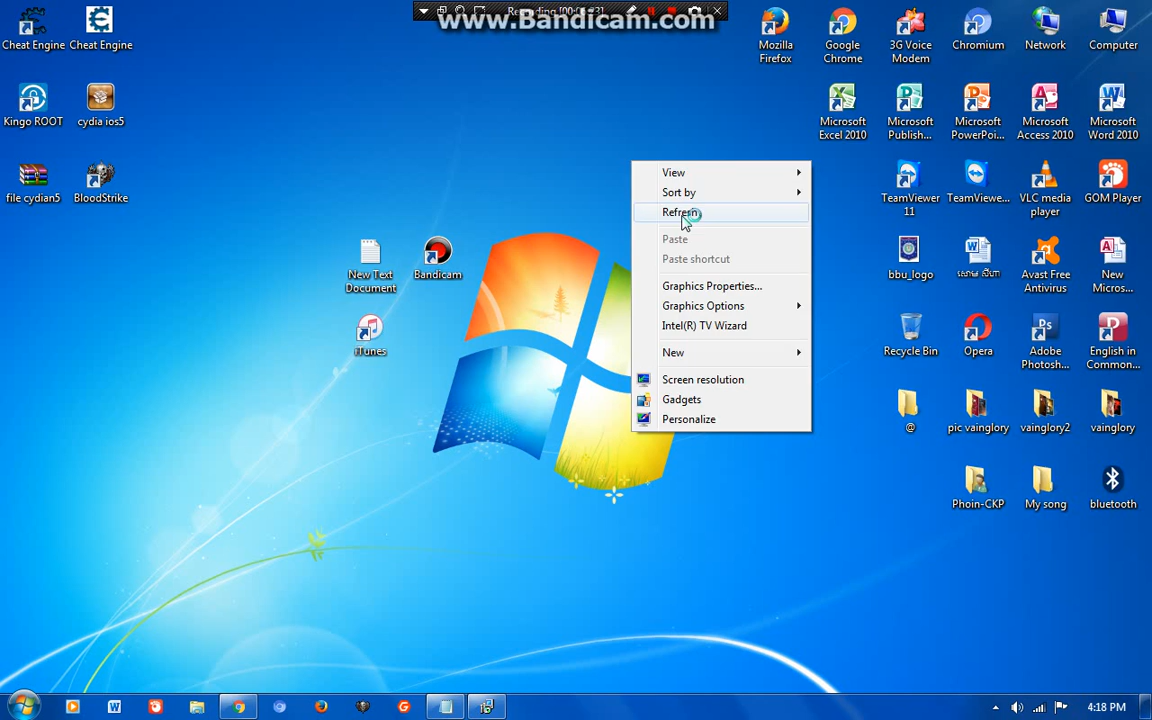 www.Bandicam.com
Cheat Engine
Cheat Engine
Mozilla
Firefox
Google
Chrome
3G Voice
Modem
Chromium
Network
Computer
Kingo ROOT
cydia ios5
Microsoft
Excel 2010
Microsoft
Publish...
Microsoft
PowerPoi...
Microsoft
Access 2010
Microsoft
Word 2010
file cydian5
BloodStrike
TeamViewer
11
TeamViewe...
VLC media
player
GOM Player
View
Sort by
Refresh
Paste
Paste shortcut
Graphics Properties...
Graphics Options
Intel(R) TV Wizard
New
Screen resolution
Gadgets
Personalize
New Text
Document
Bandicam
iTunes
bbu_logo
Avast Free
Antivirus
New
Micros...
Recycle Bin
Opera
Adobe
Photosh...
English in
Common...
@
pic vainglory
vainglory2
vainglory
Phoin-CKP
My song
bluetooth
4:18 PM